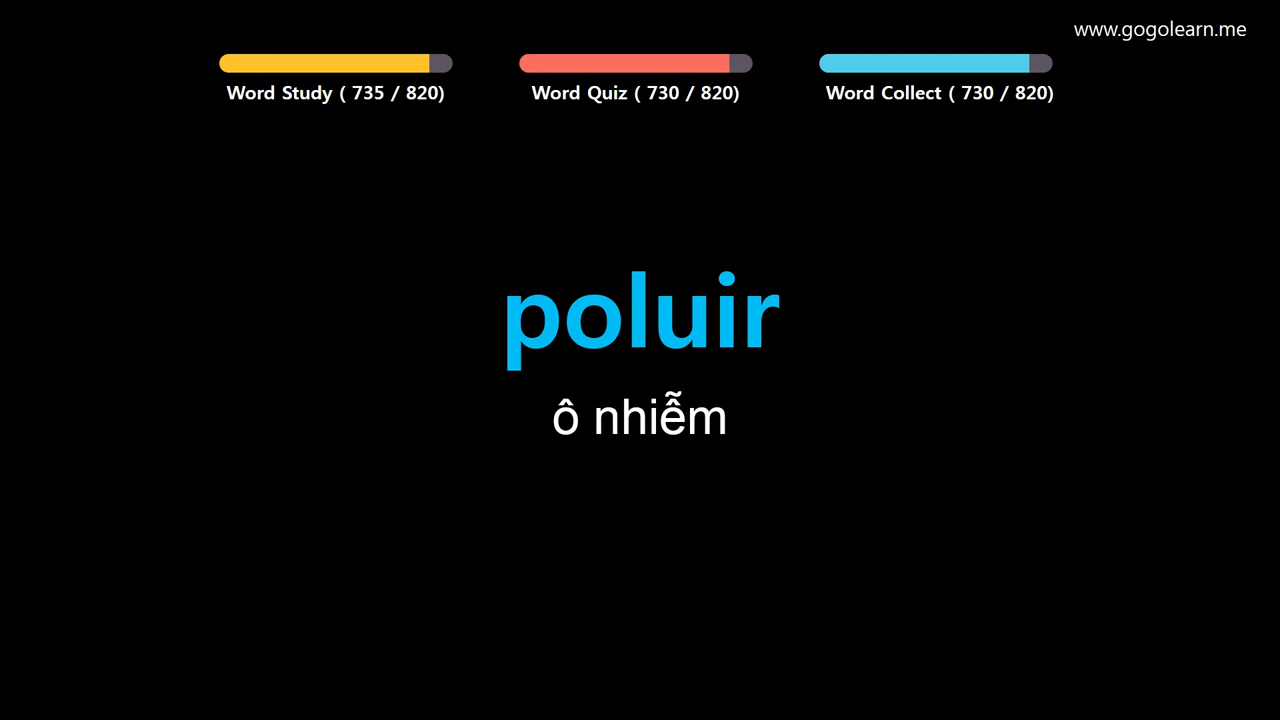 www.gogolearn.me
Word Study ( 735 / 820)
Word Quiz ( 730 / 820)
Word Collect ( 730 / 820)
poluir
ô nhiễm